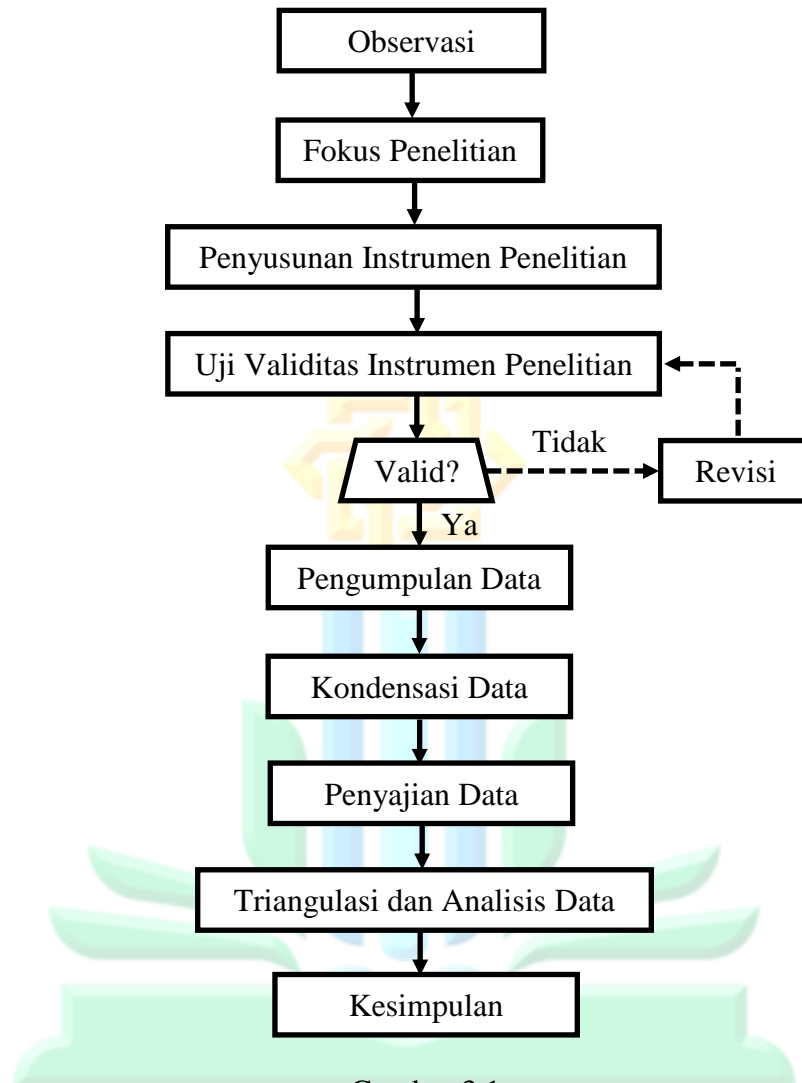 Observasi
Fokus Penelitian
Penyusunan Instrumen Penelitian
Uji Validitas Instrumen Penelitian
Valid?
Tidak
Revisi
Ya
Pengumpulan Data
Kondensasi Data
Penyajian Data
Triangulasi dan Analisis Data
Kesimpulan